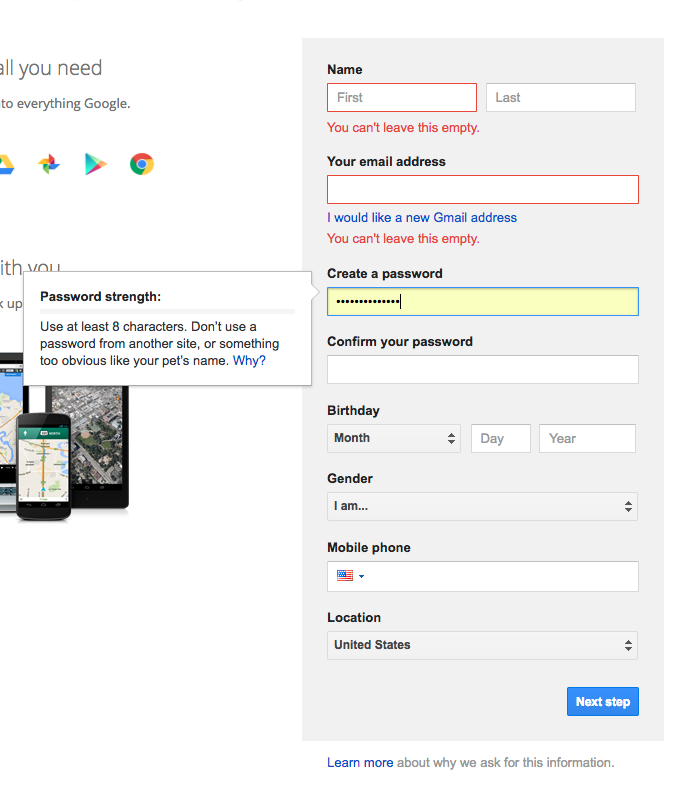 all you need
to everything Google.
ith you
k up
Name
First
Last
You can't leave this empty.
Your email address
I would like a new Gmail address
You can't leave this empty.
Create a password
••••••••••••••
Password strength:
Use at least 8 characters. Don’t use a
password from another site, or something
too obvious like your pet’s name. Why?
Confirm your password
Birthday
Month
Day
Year
Gender
I am...
Mobile phone
Location
United States
Next step
Learn more about why we ask for this information.